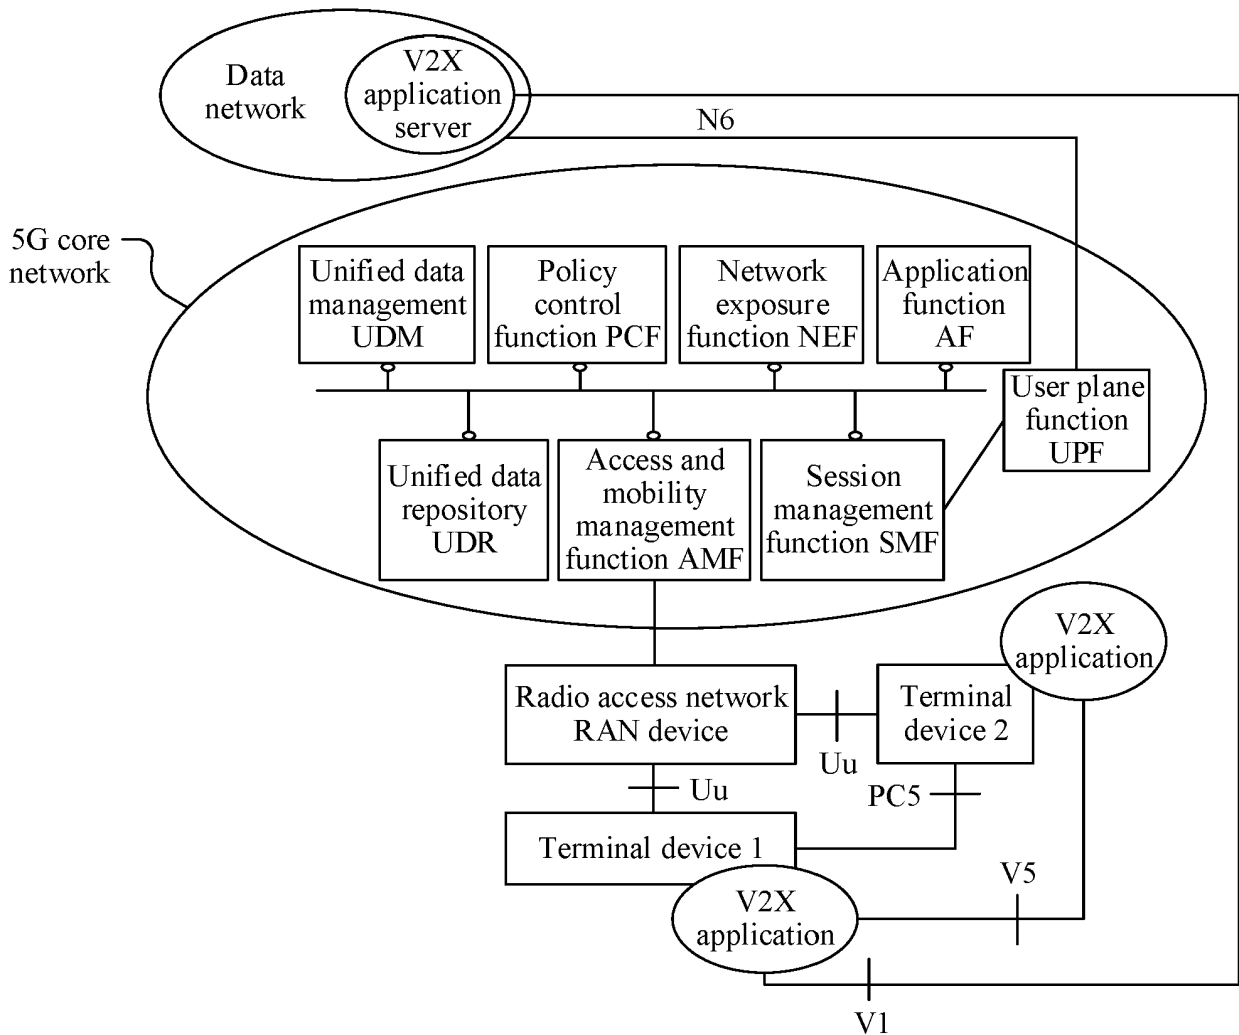 Data
network
V2X
application
server
N6
5G core
network
Unified data
management
UDM
Policy
control
function PCF
Network
exposure
function NEF
Application
function
AF
User plane
function
UPF
Unified data
repository
UDR
Access and
mobility
management
function AMF
Session
management
function SMF
V2X
application
Radio access network
RAN device
Uu
Terminal
device 2
Uu
PC5
Terminal device 1
V2X
application
V5
V1